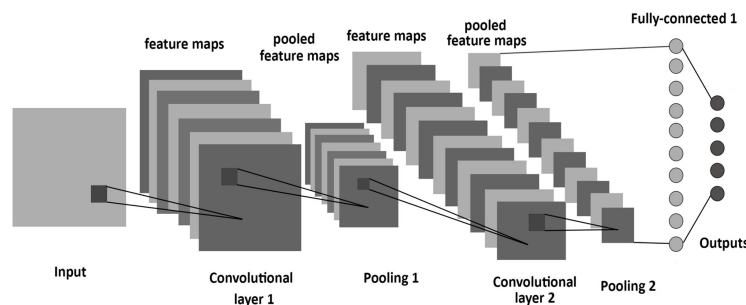 Fully-connected 1
feature maps
pooled
feature maps
feature maps
pooled
feature maps
Input
Convolutional
layer 1
Pooling 1
Convolutional
layer 2
Pooling 2
Outputs